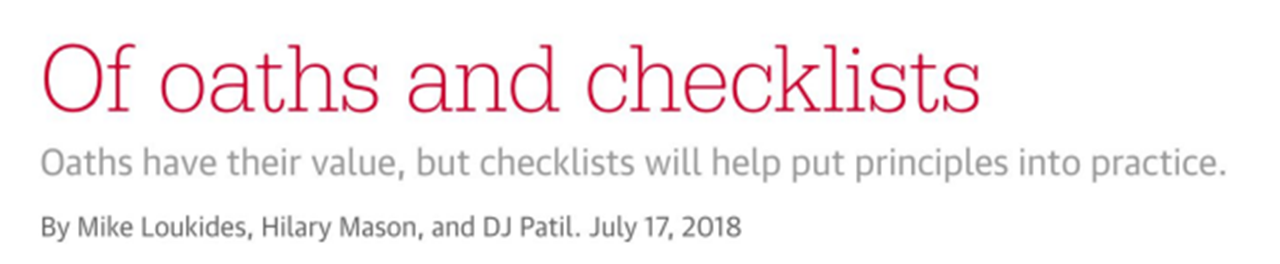 Of oaths and checklists
Oaths have their value, but checklists will help put principles into practice.
By Mike Loukides, Hilary Mason, and DJ Patil. July 17, 2018